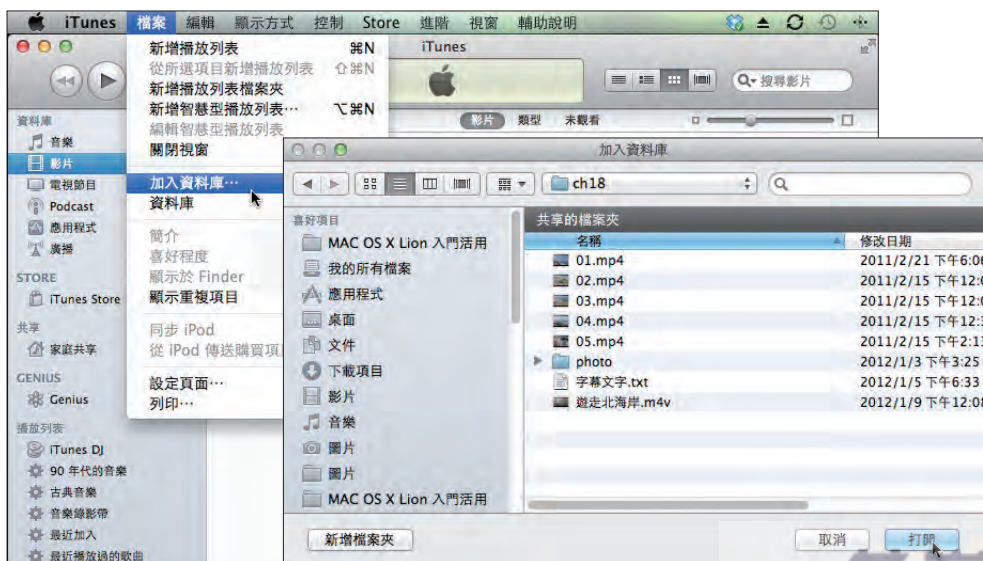 iTunes 檔案 編輯 顯示方式 控制 Store 進階 視窗 輔助說明
iTunes
搜尋影片
影片 類型 未觀看
新增播放列表 ⌘N
從所選項目新增播放列表 ⇧⌘N
新增播放列表檔案夾
新增智慧型播放列表… ⌥⌘N
編輯智慧型播放列表
關閉視窗
加入資料庫…
資料庫
簡介
喜好程度
顯示於 Finder
顯示重複項目
同步 iPod
從 iPod 傳送購買項
設定頁面…
列印…
資料庫
音樂
影片
電視節目
Podcast
應用程式
廣播
STORE
iTunes Store
共享
家庭共享
GENIUS
Genius
播放列表
iTunes DJ
90 年代的音樂
古典音樂
音樂錄影帶
最近加入
最近播放過的歌曲
加入資料庫
ch18
喜好項目
MAC OS X Lion 入門活用
我的所有檔案
應用程式
桌面
文件
下載項目
影片
音樂
圖片
圖片
MAC OS X Lion 入門活用
共享的檔案夾
名稱 修改日期
01.mp4 2011/2/21 下午6:06
02.mp4 2011/2/15 下午12:
03.mp4 2011/2/15 下午12:
04.mp4 2011/2/15 下午12:
05.mp4 2011/2/15 下午2:1
photo 2012/1/3 下午3:25
字幕文字.txt 2012/1/5 下午6:33
遊走北海岸.m4v 2012/1/9 下午12:0
新增檔案夾 取消 打開